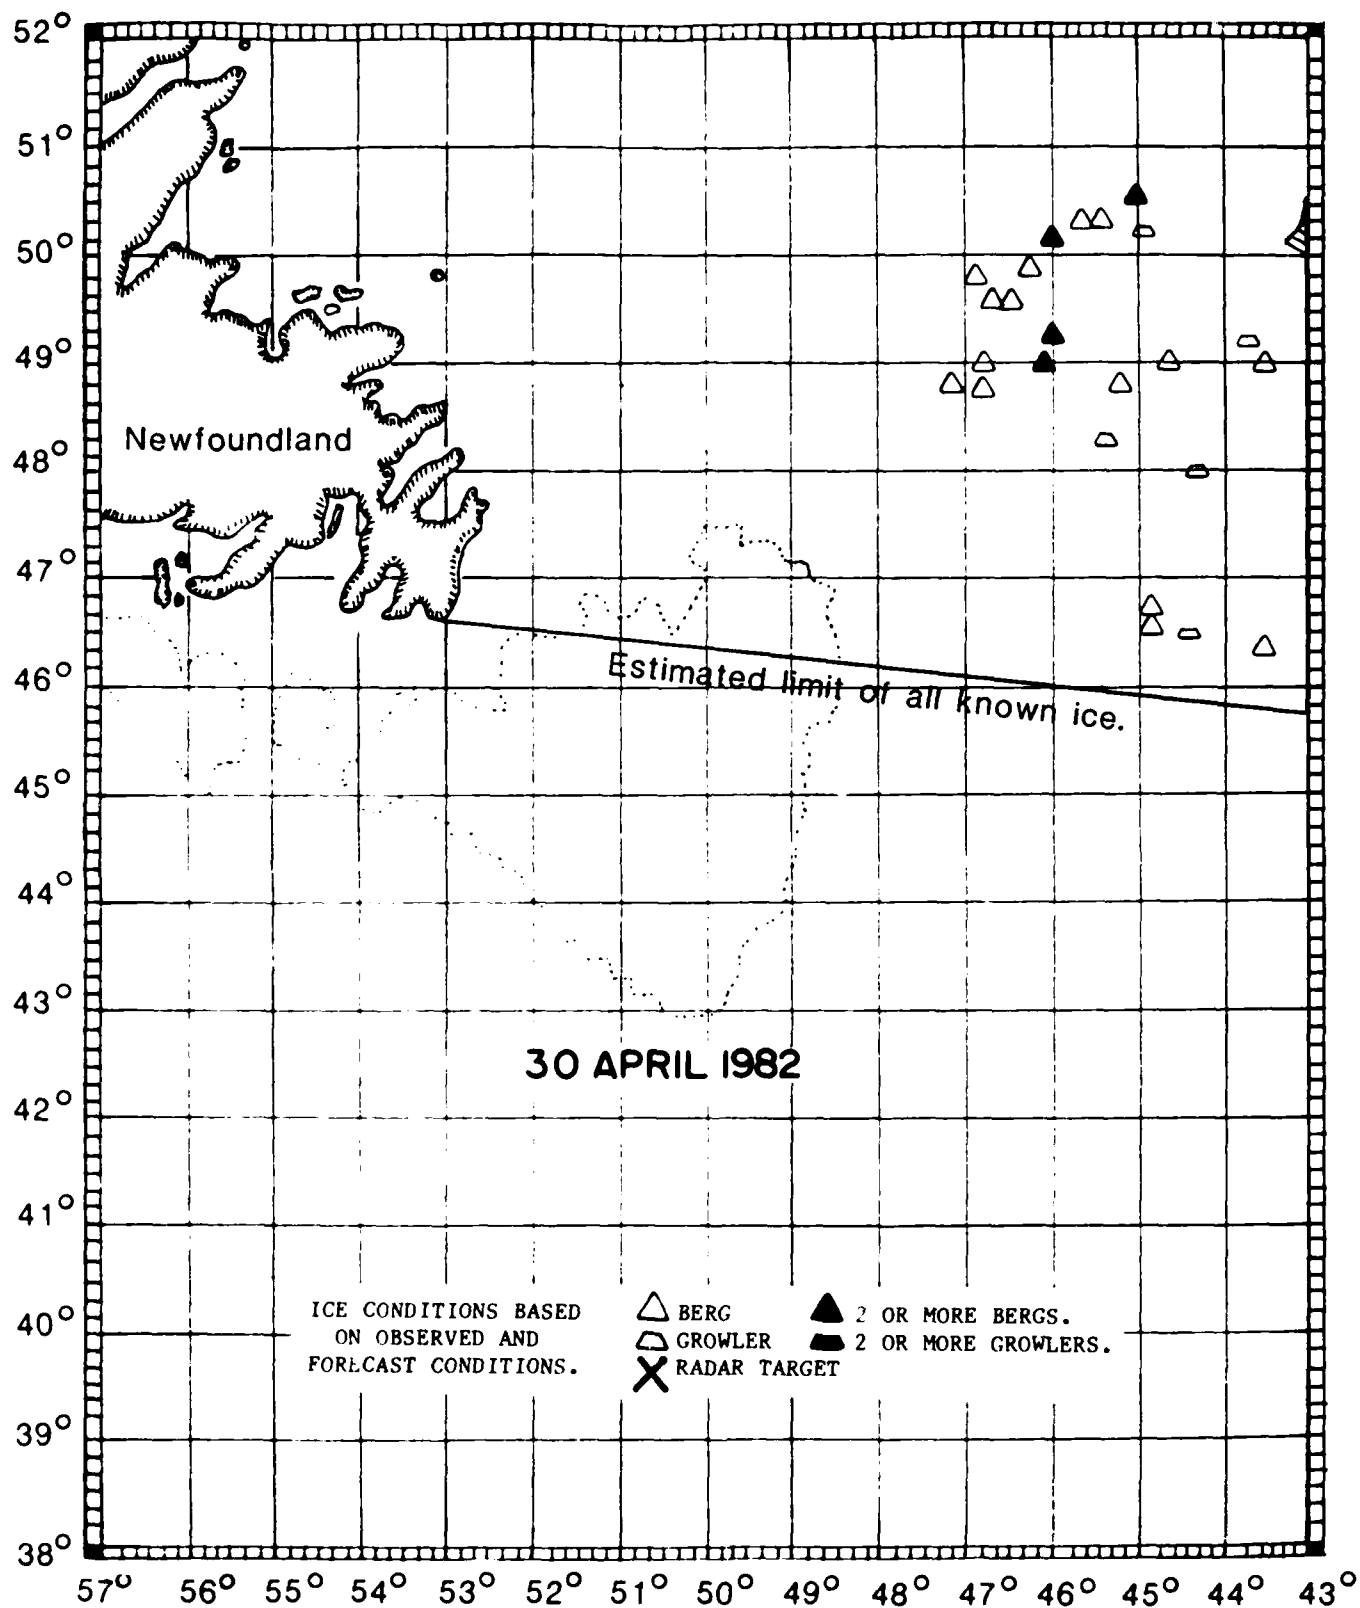 52°
51°
50°
49°
48°
47°
46°
45°
44°
43°
42°
41°
40°
39°
38°
Newfoundland
Estimated limit of all known ice.
30 APRIL 1982
ICE CONDITIONS BASED
ON OBSERVED AND
FORECAST CONDITIONS.
BERG
GROWLER
RADAR TARGET
2 OR MORE BERGS.
2 OR MORE GROWLERS.
57° 56° 55° 54° 53° 52° 51° 50° 49° 48° 47° 46° 45° 44° 43°